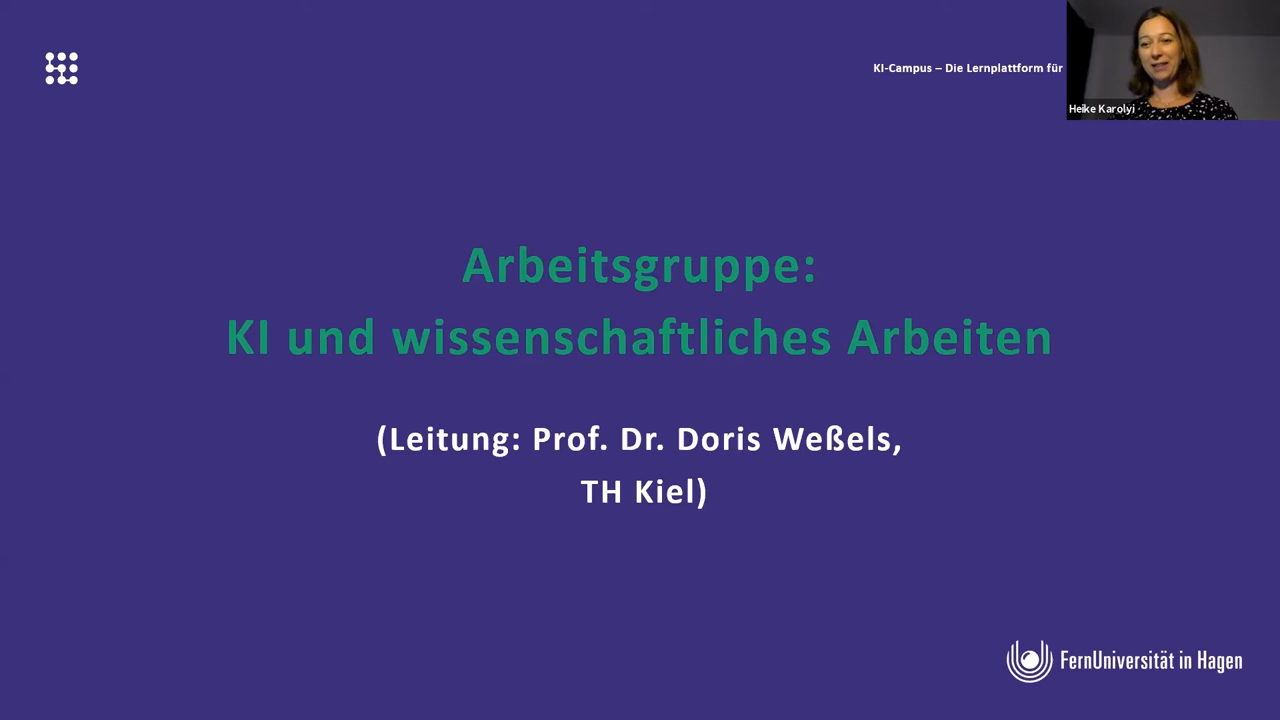 KI-Campus – Die Lernplattform für
Heike Karolyi
Arbeitsgruppe:
KI und wissenschaftliches Arbeiten
(Leitung: Prof. Dr. Doris Weßels,
TH Kiel)
FernUniversität in Hagen